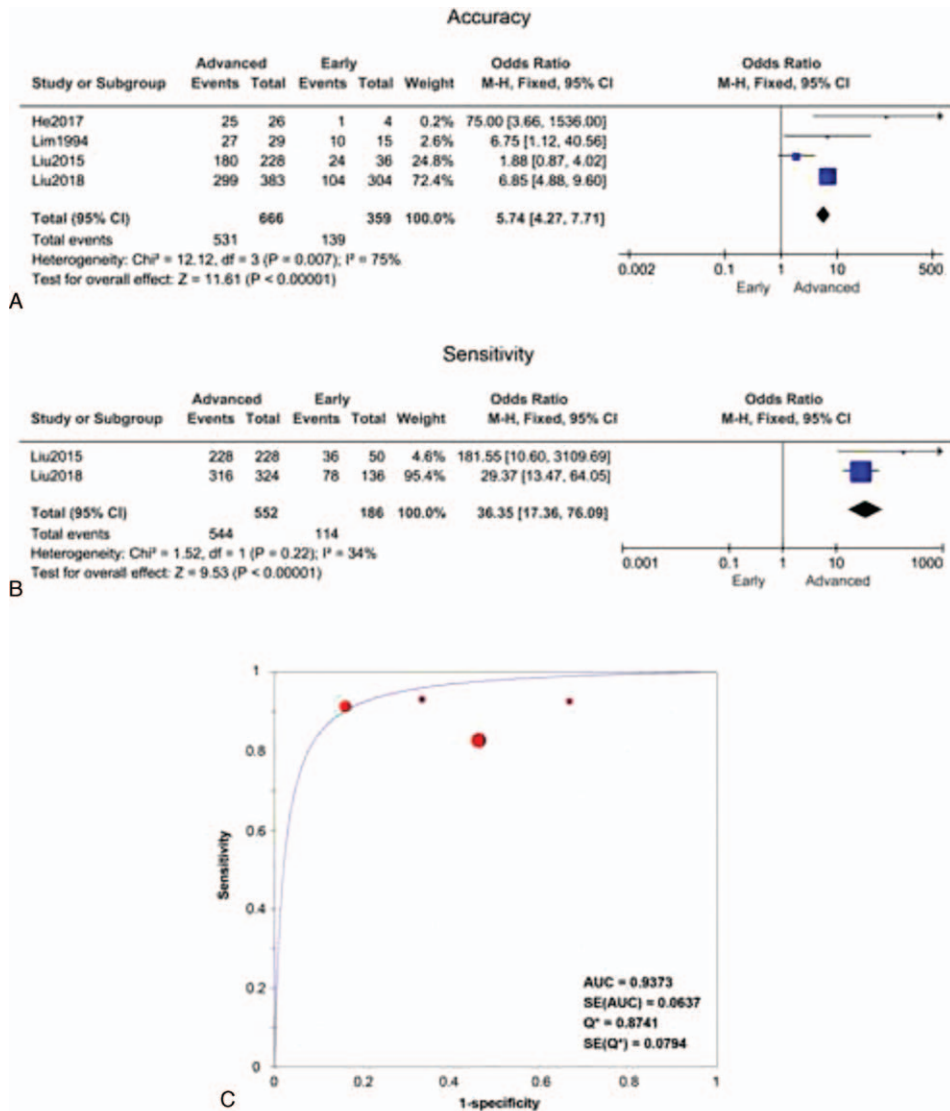 Accuracy
Advanced Early Odds Ratio Odds Ratio
Study or Subgroup Events Total Events Total Weight M-H, Fixed, 95% CI M-H, Fixed, 95% CI
He2017 25 26 1 4 0.2% 75.00 [3.66, 1536.00]
Lim1994 27 29 10 15 2.6% 6.75 [1.12, 40.56]
Liu2015 180 228 24 36 24.8% 1.88 [0.87, 4.02]
Liu2018 299 383 104 304 72.4% 6.85 [4.88, 9.60]
Total (95% CI) 666 359 100.0% 5.74 [4.27, 7.71]
Total events 531 139
Heterogeneity: Chi² = 12.12, df = 3 (P = 0.007); I² = 75%
Test for overall effect: Z = 11.61 (P < 0.00001)
0.002 0.1 1 10 500
Early Advanced
A
Sensitivity
Advanced Early Odds Ratio Odds Ratio
Study or Subgroup Events Total Events Total Weight M-H, Fixed, 95% CI M-H, Fixed, 95% CI
Liu2015 228 228 36 50 4.6% 181.55 [10.60, 3109.69]
Liu2018 316 324 78 136 95.4% 29.37 [13.47, 64.05]
Total (95% CI) 552 186 100.0% 36.35 [17.36, 76.09]
Total events 544 114
Heterogeneity: Chi² = 1.52, df = 1 (P = 0.22); I² = 34%
Test for overall effect: Z = 9.53 (P < 0.00001)
0.001 0.1 1 10 1000
Early Advanced
B
1
0.8
0.6
0.4
0.2
0
Sensitivity
AUC = 0.9373
SE(AUC) = 0.0637
Q* = 0.8741
SE(Q*) = 0.0794
0.2 0.4 0.6 0.8 1
1-specificity
C